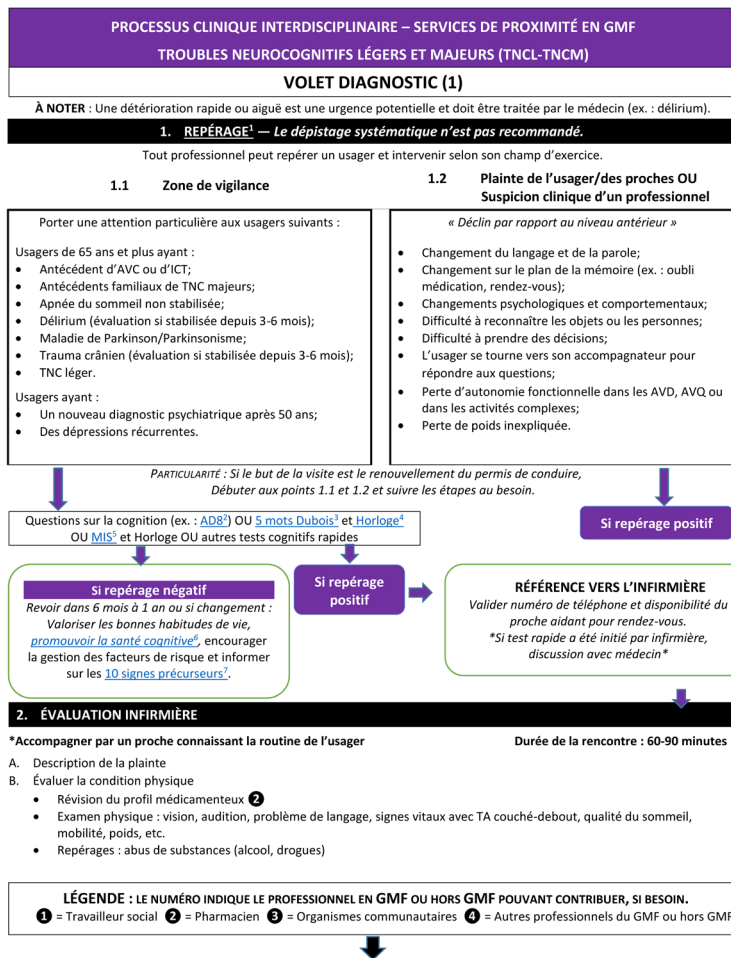 PROCESSUS CLINIQUE INTERDISCIPLINAIRE – SERVICES DE PROXIMITÉ EN GMF
TROUBLES NEUROCOGNITIFS LÉGERS ET MAJEURS (TNCL-TNCM)
VOLET DIAGNOSTIC (1)
À NOTER : Une détérioration rapide ou aiguë est une urgence potentielle et doit être traitée par le médecin (ex. : délirium).
1. REPÉRAGE¹ — Le dépistage systématique n’est pas recommandé.
Tout professionnel peut repérer un usager et intervenir selon son champ d’exercice.
1.1 Zone de vigilance
Porter une attention particulière aux usagers suivants :
Usagers de 65 ans et plus ayant :
• Antécédent d’AVC ou d’ICT;
• Antécédents familiaux de TNC majeurs;
• Apnée du sommeil non stabilisée;
• Délirium (évaluation si stabilisée depuis 3-6 mois);
• Maladie de Parkinson/Parkinsonisme;
• Trauma crânien (évaluation si stabilisée depuis 3-6 mois);
• TNC léger.
Usagers ayant :
• Un nouveau diagnostic psychiatrique après 50 ans;
• Des dépressions récurrentes.
1.2 Plainte de l’usager/des proches OU
Suspicion clinique d’un professionnel
« Déclin par rapport au niveau antérieur »
• Changement du langage et de la parole;
• Changement sur le plan de la mémoire (ex. : oubli
médication, rendez-vous);
• Changements psychologiques et comportementaux;
• Difficulté à reconnaître les objets ou les personnes;
• Difficulté à prendre des décisions;
• L’usager se tourne vers son accompagnateur pour
répondre aux questions;
• Perte d’autonomie fonctionnelle dans les AVD, AVQ ou
dans les activités complexes;
• Perte de poids inexpliquée.
PARTICULARITÉ : Si le but de la visite est le renouvellement du permis de conduire,
Débuter aux points 1.1 et 1.2 et suivre les étapes au besoin.
Questions sur la cognition (ex. : AD8²) OU 5 mots Dubois³ et Horloge⁴
OU MIS⁵ et Horloge OU autres tests cognitifs rapides
Si repérage positif
Si repérage négatif
Revoir dans 6 mois à 1 an ou si changement :
Valoriser les bonnes habitudes de vie,
promouvoir la santé cognitive⁶, encourager
la gestion des facteurs de risque et informer
sur les 10 signes précurseurs⁷.
Si repérage
positif
RÉFÉRENCE VERS L’INFIRMIÈRE
Valider numéro de téléphone et disponibilité du
proche aidant pour rendez-vous.
*Si test rapide a été initié par infirmière,
discussion avec médecin*
2. ÉVALUATION INFIRMIÈRE
*Accompagner par un proche connaissant la routine de l’usager Durée de la rencontre : 60-90 minutes
A. Description de la plainte
B. Évaluer la condition physique
• Révision du profil médicamenteux ❷
• Examen physique : vision, audition, problème de langage, signes vitaux avec TA couché-debout, qualité du sommeil,
mobilité, poids, etc.
• Repérages : abus de substances (alcool, drogues)
LÉGENDE : LE NUMÉRO INDIQUE LE PROFESSIONNEL EN GMF OU HORS GMF POUVANT CONTRIBUER, SI BESOIN.
❶ = Travailleur social ❷ = Pharmacien ❸ = Organismes communautaires ❹ = Autres professionnels du GMF ou hors GMF